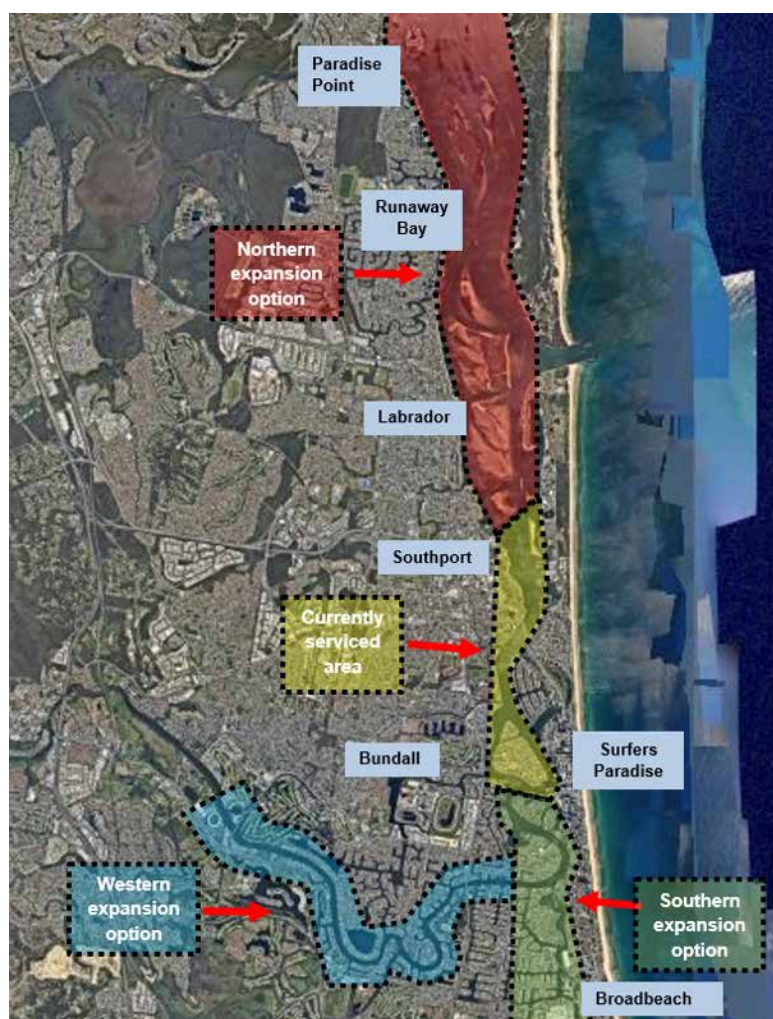 Paradise
Point
Runaway
Bay
Northern
expansion
option
Labrador
Southport
Currently
serviced
area
Bundall
Surfers
Paradise
Western
expansion
option
Southern
expansion
option
Broadbeach